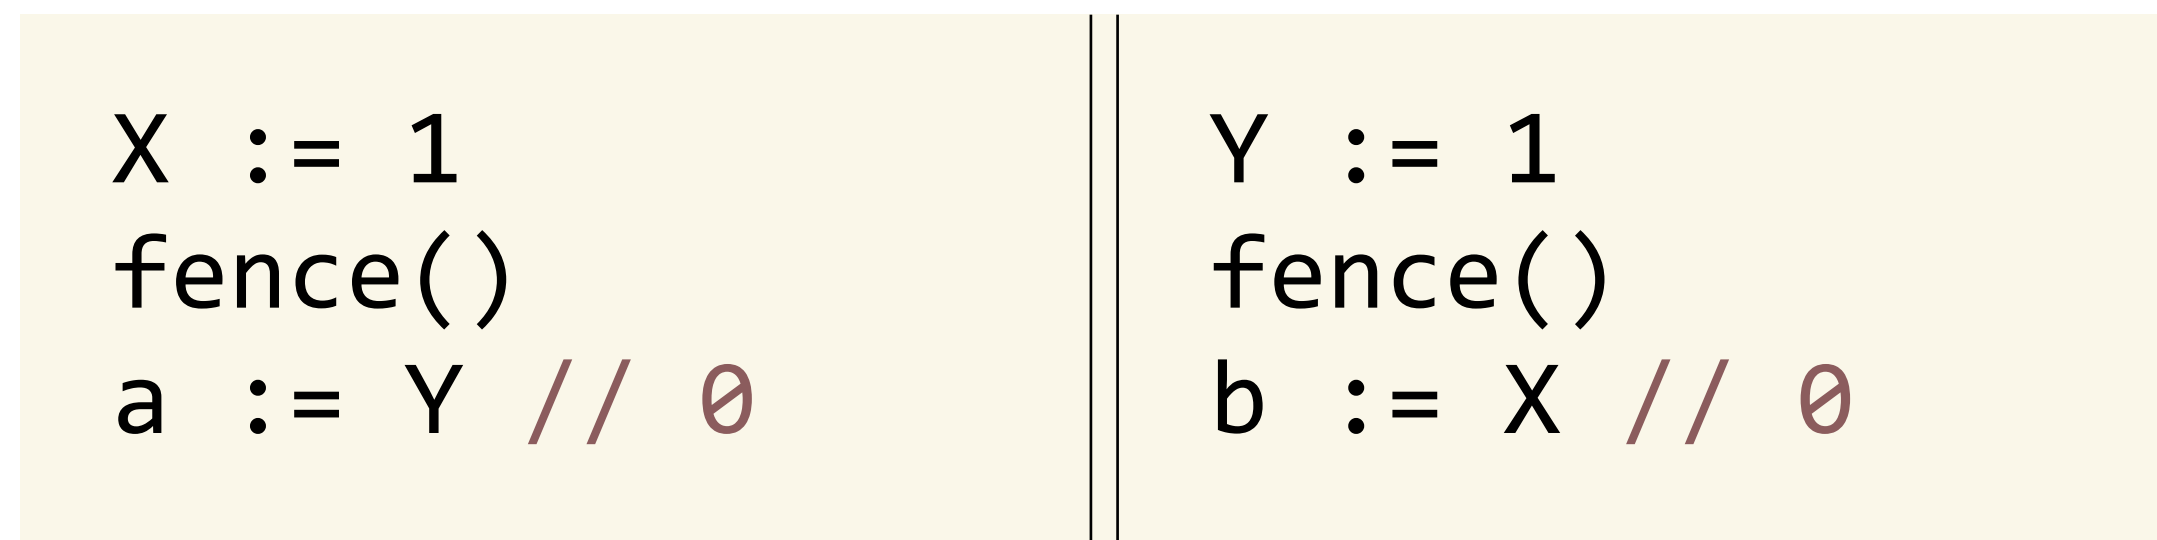 X := 1
fence()
a := Y // 0
Y := 1
fence()
b := X // 0